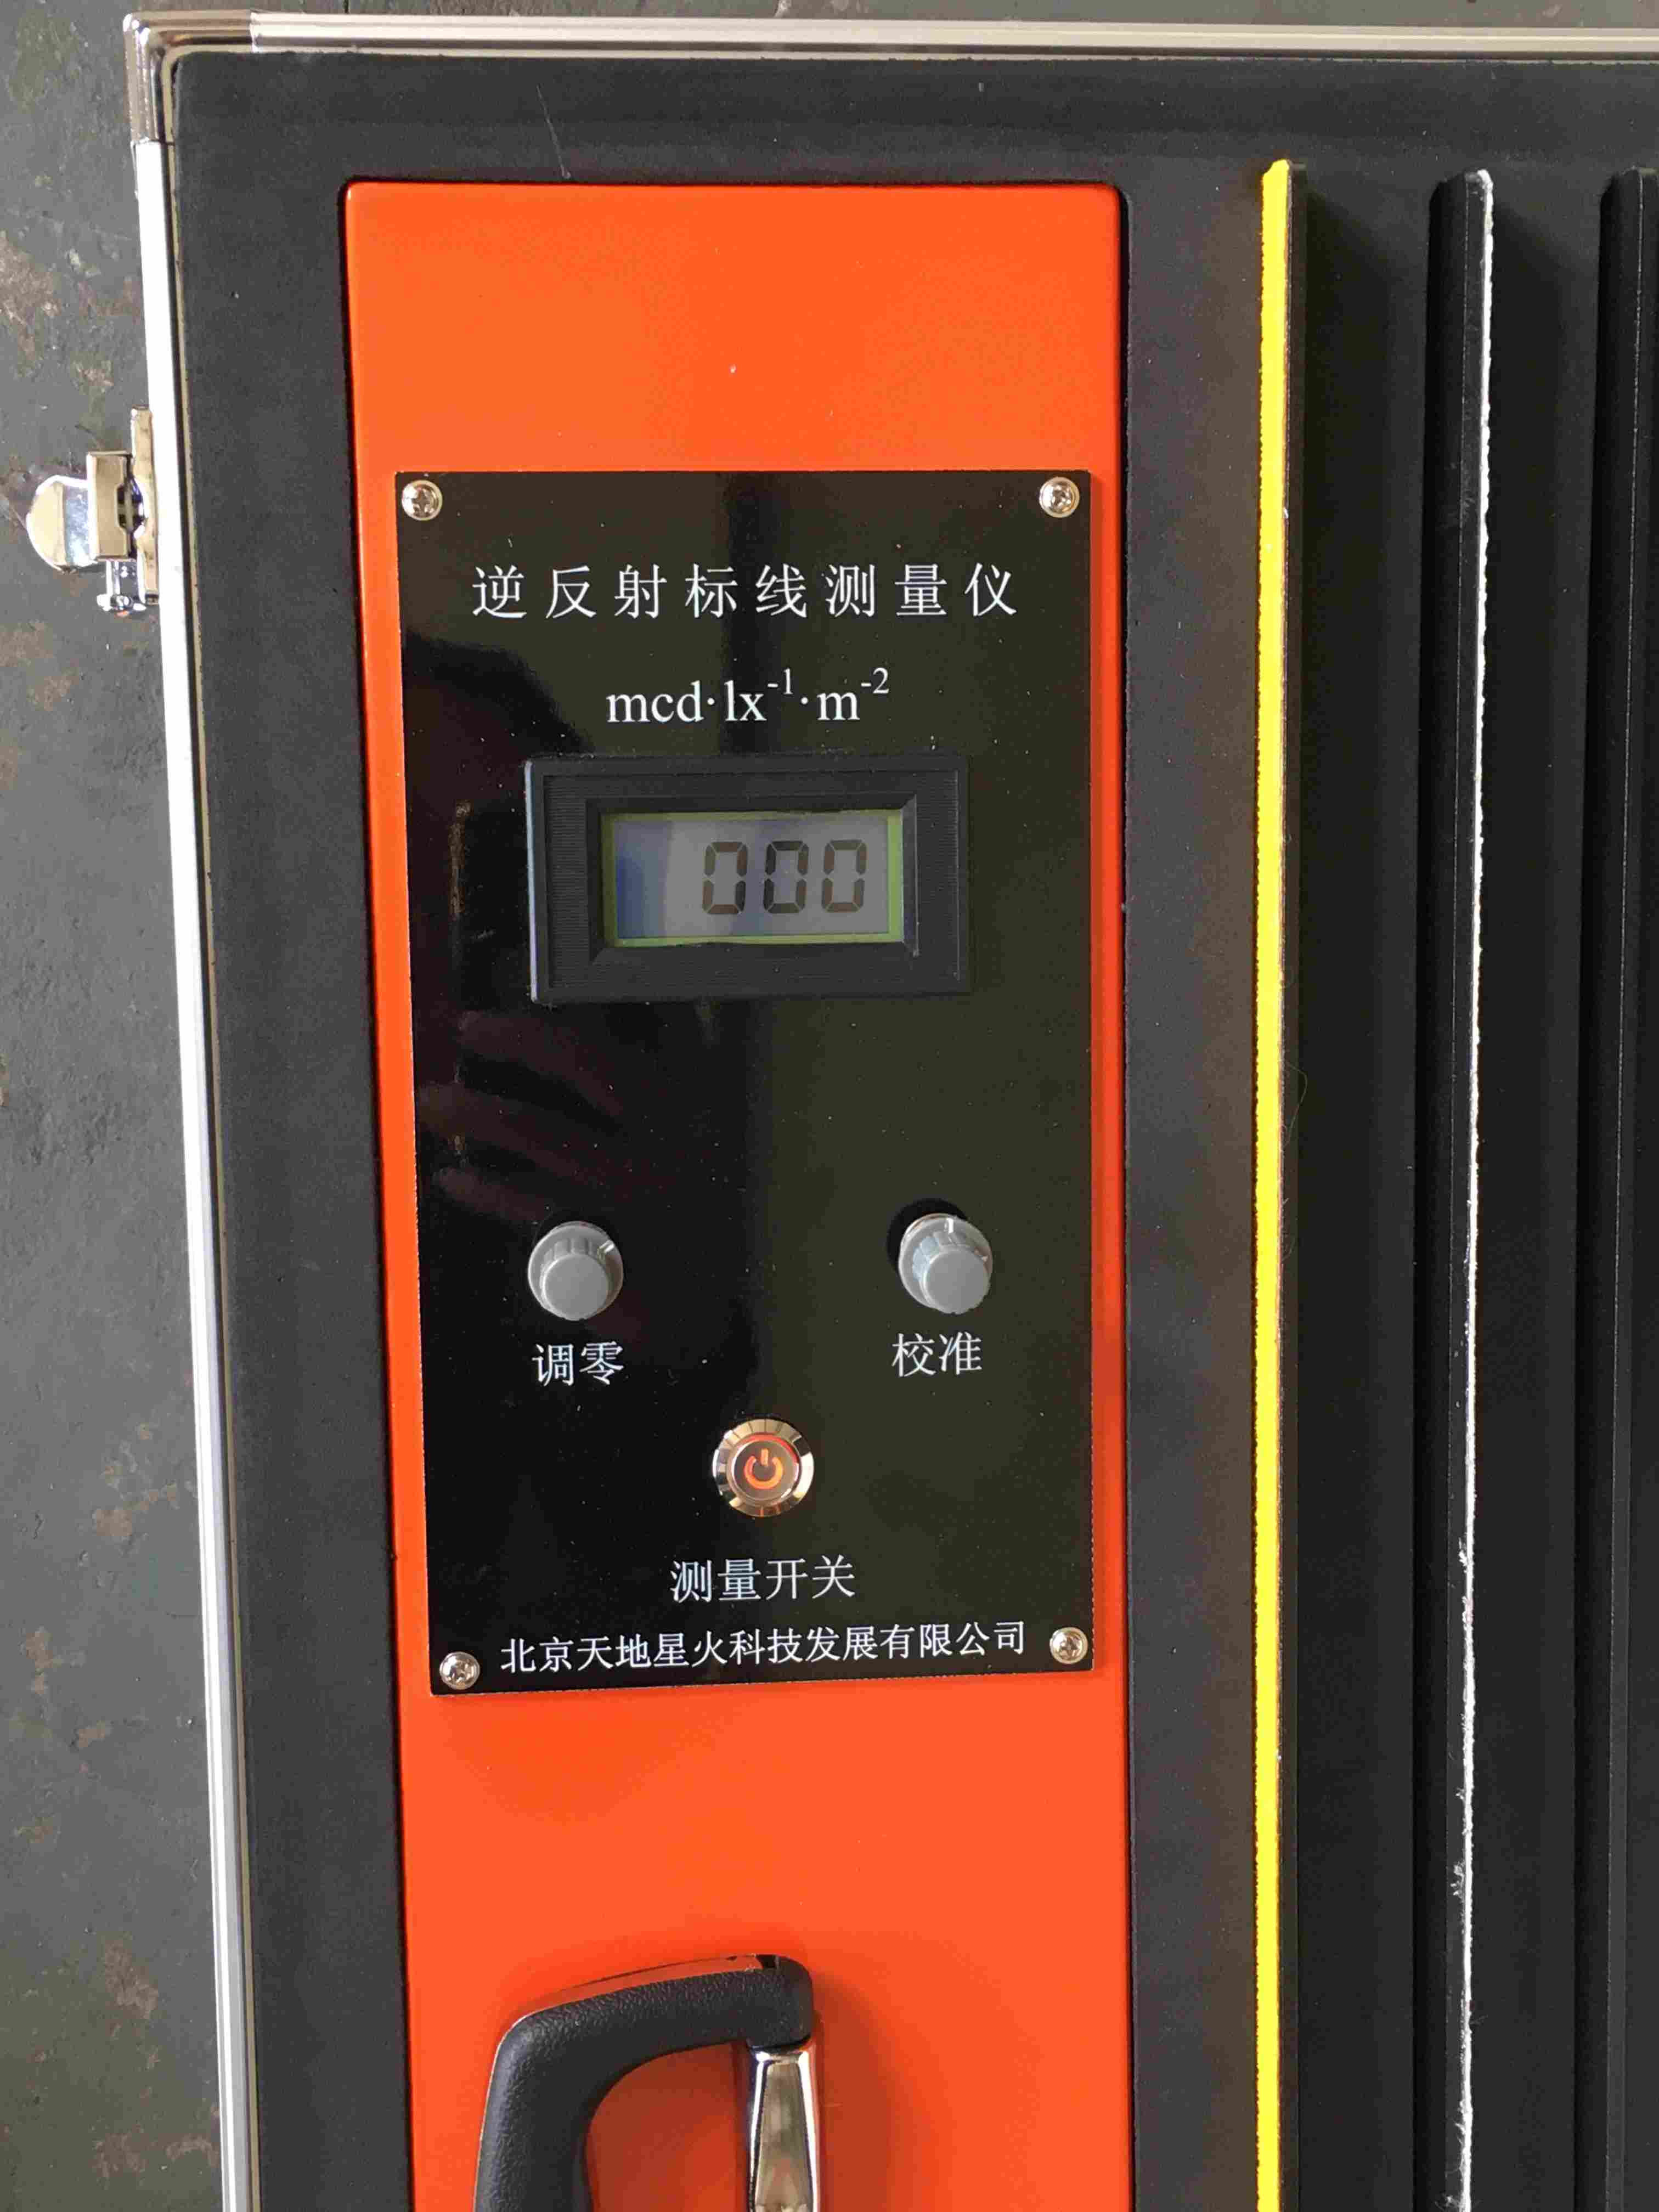 逆反射标线测量仪
mcd·lx⁻¹·m⁻²
000
调零 校准
测量开关
北京天地星火科技发展有限公司